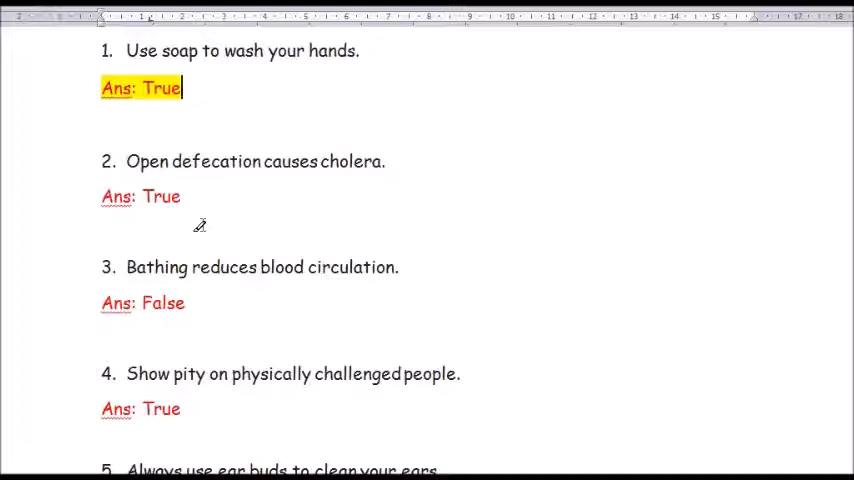 1. Use soap to wash your hands.
Ans: True
2. Open defecation causes cholera.
Ans: True
3. Bathing reduces blood circulation.
Ans: False
4. Show pity on physically challenged people.
Ans: True
5. Always use ear buds to clean your ears.